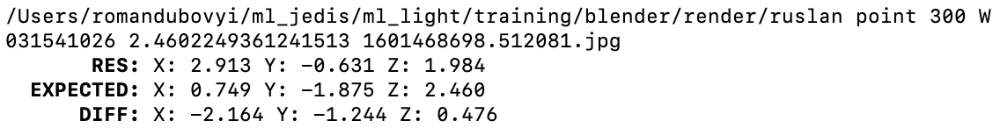 /Users/romandubovyi/ml_jedis/ml_light/training/blender/render/ruslan point 300 W
031541026 2.4602249361241513 1601468698.512081.jpg
RES: X: 2.913 Y: -0.631 Z: 1.984
EXPECTED: X: 0.749 Y: -1.875 Z: 2.460
DIFF: X: -2.164 Y: -1.244 Z: 0.476